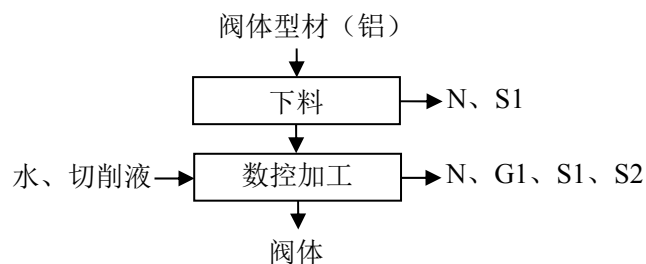 阀体型材（铝）
下料
N、S1
水、切削液
数控加工
N、G1、S1、S2
阀体